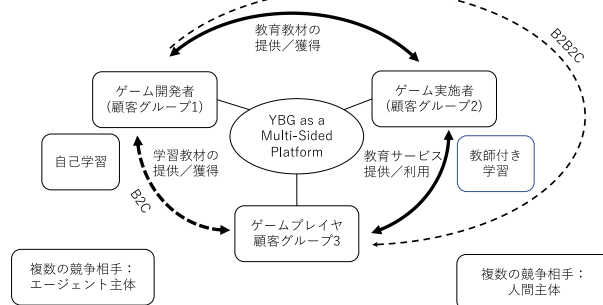 教育教材の
提供／獲得
B2B2C
ゲーム開発者
(顧客グループ1)
ゲーム実施者
(顧客グループ2)
YBG as a
Multi-Sided
Platform
自己学習
学習教材の
提供／獲得
教育サービス
提供／利用
教師付き
学習
B2C
ゲームプレイヤ
顧客グループ3
複数の競争相手：
エージェント主体
複数の競争相手：
人間主体